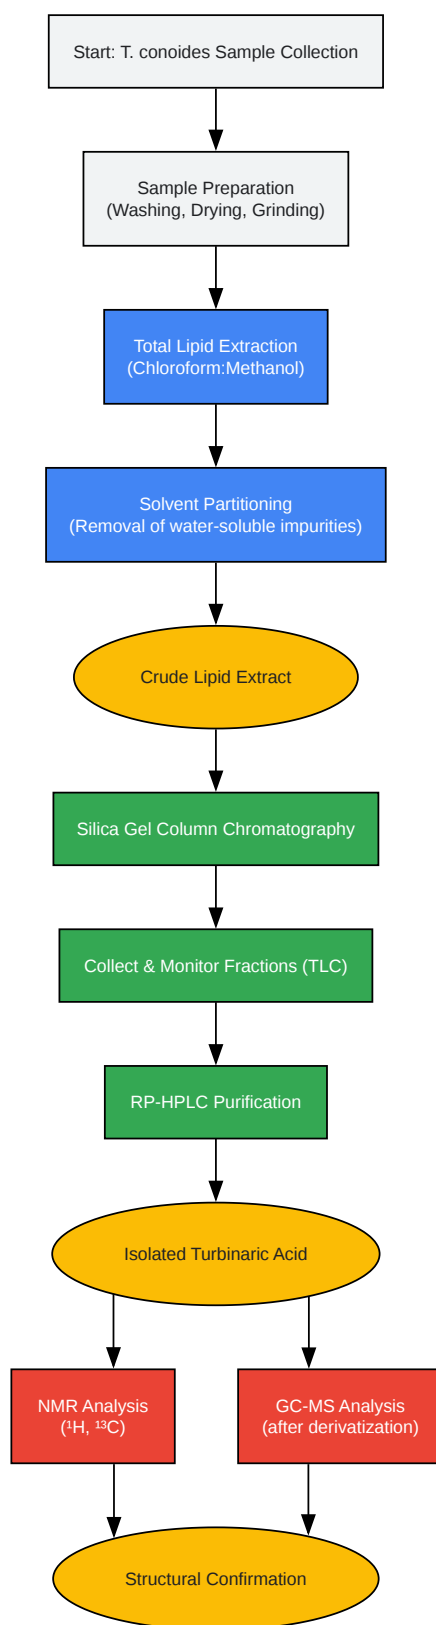 Start: T. conoides Sample Collection
Sample Preparation
(Washing, Drying, Grinding)
Total Lipid Extraction
(Chloroform:Methanol)
Solvent Partitioning
(Removal of water-soluble impurities)
Crude Lipid Extract
Silica Gel Column Chromatography
Collect & Monitor Fractions (TLC)
RP-HPLC Purification
Isolated Turbinaric Acid
NMR Analysis
(¹H, ¹³C)
GC-MS Analysis
(after derivatization)
Structural Confirmation